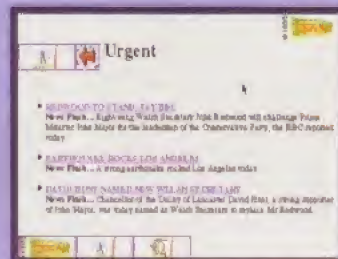 Urgent
REDWOOD TO STAND, SAY BBC
News Flash... Right-wing Welsh Secretary John Redwood will challenge Prime
Minister John Major for the leadership of the Conservative Party, the BBC reported
today.
EARTHQUAKE ROCKS LOS ANGELES
News Flash... A strong earthquake rocked Los Angeles today.
DAVID HUNT NAMED NEW WELSH SECRETARY
News Flash... Chancellor of the Duchy of Lancaster David Hunt, a strong supporter
of John Major, was today named as Welsh Secretary to replace Mr Redwood.